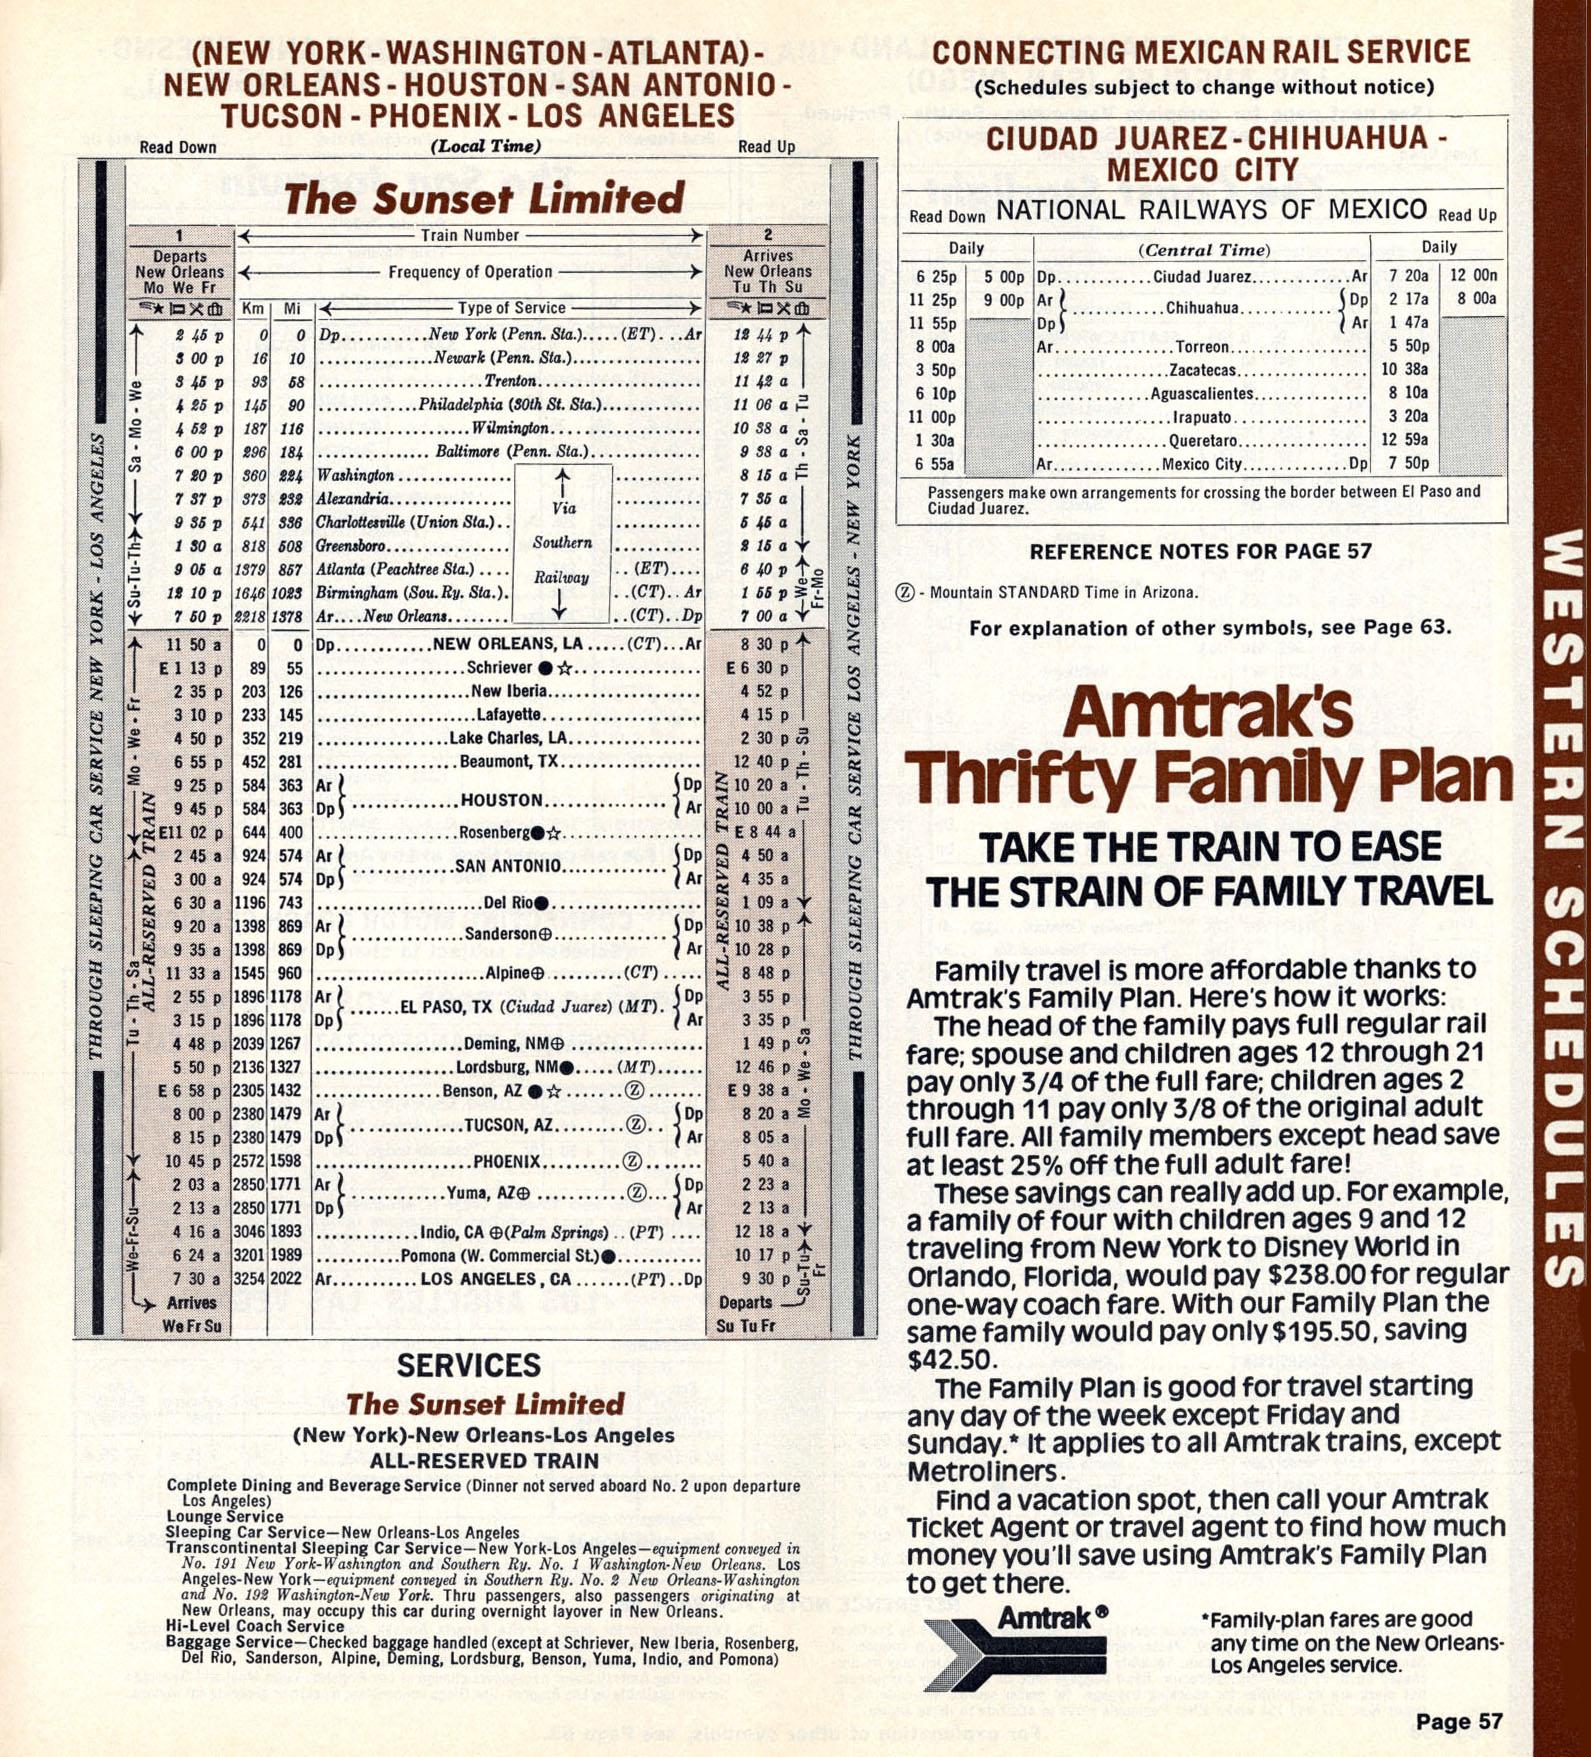 (NEW YORK-WASHINGTON-ATLANTA)-
NEW ORLEANS-HOUSTON-SAN ANTONIO-
TUCSON-PHOENIX-LOS ANGELES
Read Down (Local Time) Read Up
The Sunset Limited
1 Train Number 2
Departs New Orleans Mo We Fr Frequency of Operation Arrives New Orleans Tu Th Su
Km Mi Type of Service
2 45 p 0 0 Dp New York (Penn. Sta.) (ET) Ar 12 44 p
3 00 p 16 10 Newark (Penn. Sta.) 12 27 p
3 45 p 93 58 Trenton 11 42 a
4 25 p 145 90 Philadelphia (30th St. Sta.) 11 06 a
4 52 p 187 116 Wilmington 10 38 a
6 00 p 296 184 Baltimore (Penn. Sta.) 9 38 a
7 20 p 360 224 Washington 8 15 a
7 37 p 373 232 Alexandria Via 7 35 a
9 35 p 541 336 Charlottesville (Union Sta.) 5 45 a
1 30 a 818 508 Greensboro Southern 2 15 a
9 05 a 1379 857 Atlanta (Peachtree Sta.) Railway (ET) 6 40 p
12 10 p 1646 1023 Birmingham (Sou. Ry. Sta.) (CT) Ar 1 55 p
7 50 p 2218 1378 Ar New Orleans (CT) Dp 7 00 a
11 50 a 0 0 Dp NEW ORLEANS, LA (CT) Ar 8 30 p
E 1 13 p 89 55 Schriever ●☆ E 6 30 p
2 35 p 203 126 New Iberia 4 52 p
3 10 p 233 145 Lafayette 4 15 p
4 50 p 352 219 Lake Charles, LA 2 30 p
6 55 p 452 281 Beaumont, TX 12 40 p
9 25 p 584 363 Ar HOUSTON Dp 10 20 a
9 45 p 584 363 Dp Ar 10 00 a
E11 02 p 644 400 Rosenberg●☆ E 8 44 a
2 45 a 924 574 Ar SAN ANTONIO Dp 4 50 a
3 00 a 924 574 Dp Ar 4 35 a
6 30 a 1196 743 Del Rio● 1 09 a
9 20 a 1398 869 Ar Sanderson⊕ Dp 10 38 p
9 35 a 1398 869 Dp Ar 10 28 p
11 33 a 1545 960 Alpine⊕ (CT) 8 48 p
2 55 p 1896 1178 Ar EL PASO, TX (Ciudad Juarez) (MT) Dp 3 55 p
3 15 p 1896 1178 Dp Ar 3 35 p
4 48 p 2039 1267 Deming, NM⊕ 1 49 p
5 50 p 2136 1327 Lordsburg, NM● (MT) 12 46 p
E 6 58 p 2305 1432 Benson, AZ ●☆ Ⓩ E 9 38 a
8 00 p 2380 1479 Ar TUCSON, AZ Ⓩ Dp 8 20 a
8 15 p 2380 1479 Dp Ar 8 05 a
10 45 p 2572 1598 PHOENIX Ⓩ 5 40 a
2 03 a 2850 1771 Ar Yuma, AZ⊕ Ⓩ Dp 2 23 a
2 13 a 2850 1771 Dp Ar 2 13 a
4 16 a 3046 1893 Indio, CA ⊕(Palm Springs) (PT) 12 18 a
6 24 a 3201 1989 Pomona (W. Commercial St.)● 10 17 p
7 30 a 3254 2022 Ar LOS ANGELES, CA (PT) Dp 9 30 p
Arrives We Fr Su Departs Su Tu Fr
THROUGH SLEEPING CAR SERVICE NEW YORK - LOS ANGELES
Sa - Mo - We
Su-Tu-Th
Mo - We - Fr
Tu - Th - Sa
We-Fr-Su
ALL-RESERVED TRAIN
Th - Sa - Tu
We-Fr-Mo
Tu - Th - Su
Mo - We - Sa
Su-Tu-Fr
ALL-RESERVED TRAIN
THROUGH SLEEPING CAR SERVICE LOS ANGELES - NEW YORK
SERVICES
The Sunset Limited
(New York)-New Orleans-Los Angeles
ALL-RESERVED TRAIN
Complete Dining and Beverage Service (Dinner not served aboard No. 2 upon departure
Los Angeles)
Lounge Service
Sleeping Car Service—New Orleans-Los Angeles
Transcontinental Sleeping Car Service—New York-Los Angeles—equipment conveyed in
No. 191 New York-Washington and Southern Ry. No. 1 Washington-New Orleans. Los
Angeles-New York—equipment conveyed in Southern Ry. No. 2 New Orleans-Washington
and No. 192 Washington-New York. Thru passengers, also passengers originating at
New Orleans, may occupy this car during overnight layover in New Orleans.
Hi-Level Coach Service
Baggage Service—Checked baggage handled (except at Schriever, New Iberia, Rosenberg,
Del Rio, Sanderson, Alpine, Deming, Lordsburg, Benson, Yuma, Indio, and Pomona)
CONNECTING MEXICAN RAIL SERVICE
(Schedules subject to change without notice)
CIUDAD JUAREZ-CHIHUAHUA-
MEXICO CITY
Read Down NATIONAL RAILWAYS OF MEXICO Read Up
Daily (Central Time) Daily
6 25p 5 00p Dp Ciudad Juarez Ar 7 20a 12 00n
11 25p 9 00p Ar Chihuahua Dp 2 17a 8 00a
11 55p Dp Ar 1 47a
8 00a Ar Torreon 5 50p
3 50p Zacatecas 10 38a
6 10p Aguascalientes 8 10a
11 00p Irapuato 3 20a
1 30a Queretaro 12 59a
6 55a Ar Mexico City Dp 7 50p
Passengers make own arrangements for crossing the border between El Paso and
Ciudad Juarez.
REFERENCE NOTES FOR PAGE 57
Ⓩ - Mountain STANDARD Time in Arizona.
For explanation of other symbols, see Page 63.
Amtrak's
Thrifty Family Plan
TAKE THE TRAIN TO EASE
THE STRAIN OF FAMILY TRAVEL
Family travel is more affordable thanks to
Amtrak's Family Plan. Here's how it works:
The head of the family pays full regular rail
fare; spouse and children ages 12 through 21
pay only 3/4 of the full fare; children ages 2
through 11 pay only 3/8 of the original adult
full fare. All family members except head save
at least 25% off the full adult fare!
These savings can really add up. For example,
a family of four with children ages 9 and 12
traveling from New York to Disney World in
Orlando, Florida, would pay $238.00 for regular
one-way coach fare. With our Family Plan the
same family would pay only $195.50, saving
$42.50.
The Family Plan is good for travel starting
any day of the week except Friday and
Sunday.* It applies to all Amtrak trains, except
Metroliners.
Find a vacation spot, then call your Amtrak
Ticket Agent or travel agent to find how much
money you'll save using Amtrak's Family Plan
to get there.
Amtrak®
*Family-plan fares are good
any time on the New Orleans-
Los Angeles service.
Page 57
WESTERN SCHEDULES